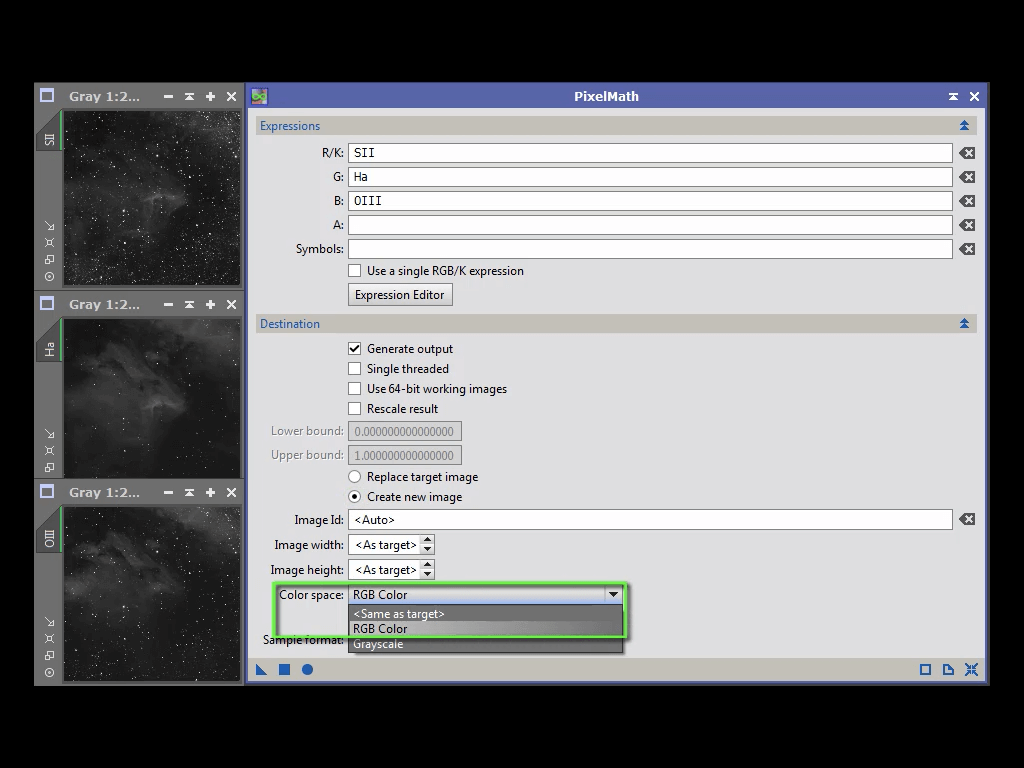 Gray 1:2...
SII
Gray 1:2...
Ha
Gray 1:2...
OIII
PixelMath
Expressions
R/K: SII
G: Ha
B: OIII
A:
Symbols:
Use a single RGB/K expression
Expression Editor
Destination
Generate output
Single threaded
Use 64-bit working images
Rescale result
Lower bound: 0.000000000000000
Upper bound: 1.000000000000000
Replace target image
Create new image
Image Id: <Auto>
Image width: <As target>
Image height: <As target>
Color space: RGB Color
<Same as target>
RGB Color
Sample format: Grayscale